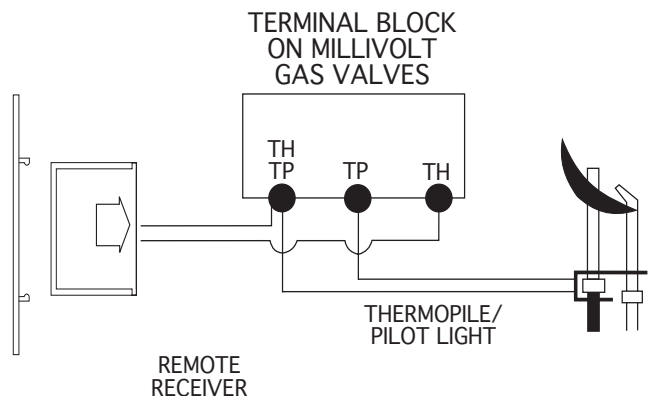 TERMINAL BLOCK
ON MILLIVOLT
GAS VALVES
TH
TP TP TH
THERMOPILE/
PILOT LIGHT
REMOTE
RECEIVER